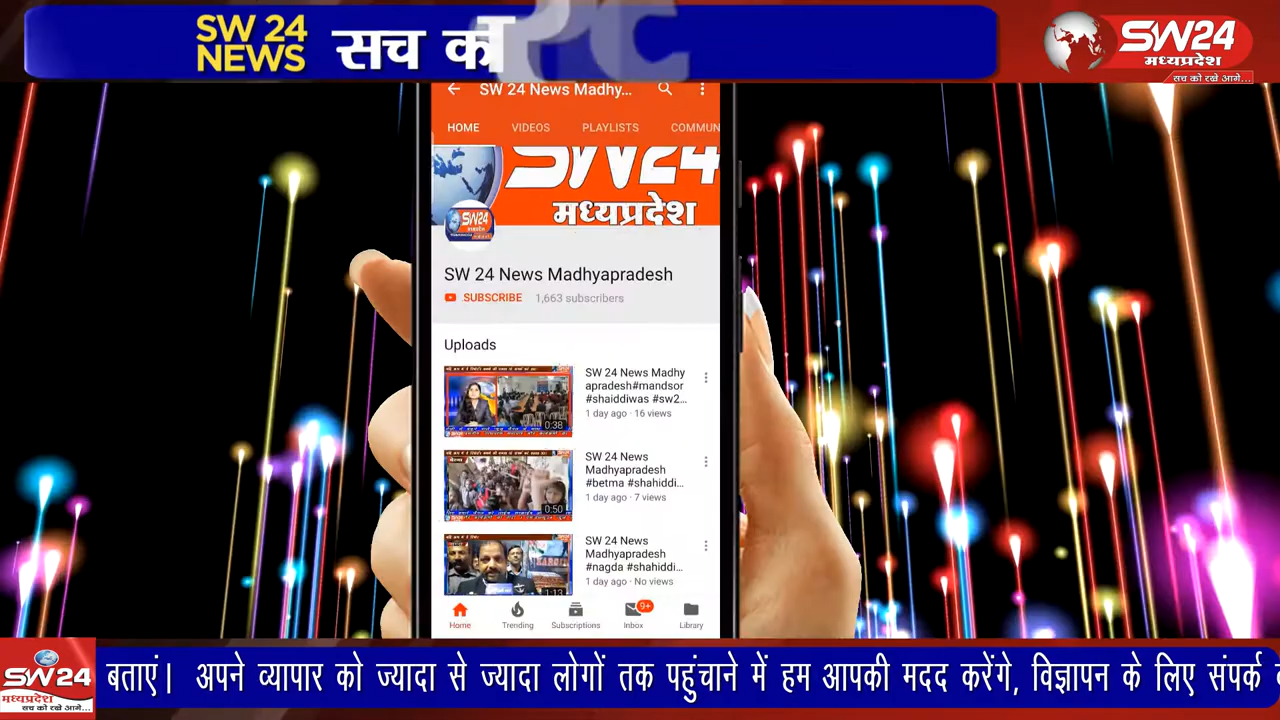 SW 24
NEWS
सच का
SW24
मध्यप्रदेश
सच को रखे आगे...
SW 24 News Madhy...
HOME VIDEOS PLAYLISTS COMMUN
SW24
मध्यप्रदेश
SW24
SW 24 News Madhyapradesh
SUBSCRIBE 1,663 subscribers
Uploads
SW 24 News Madhy
apradesh#mandsor
#shaiddiwas #sw2...
1 day ago · 16 views
0:38
SW 24 News
Madhyapradesh
#betma #shahiddi...
1 day ago · 7 views
0:50
SW 24 News
Madhyapradesh
#nagda #shahiddi...
1 day ago · No views
1:13
9+
Home Trending Subscriptions Inbox Library
SW24
मध्यप्रदेश
सच को रखे आगे...
बताएं। अपने व्यापार को ज्यादा से ज्यादा लोगों तक पहुंचाने में हम आपकी मदद करेंगे, विज्ञापन के लिए संपर्क